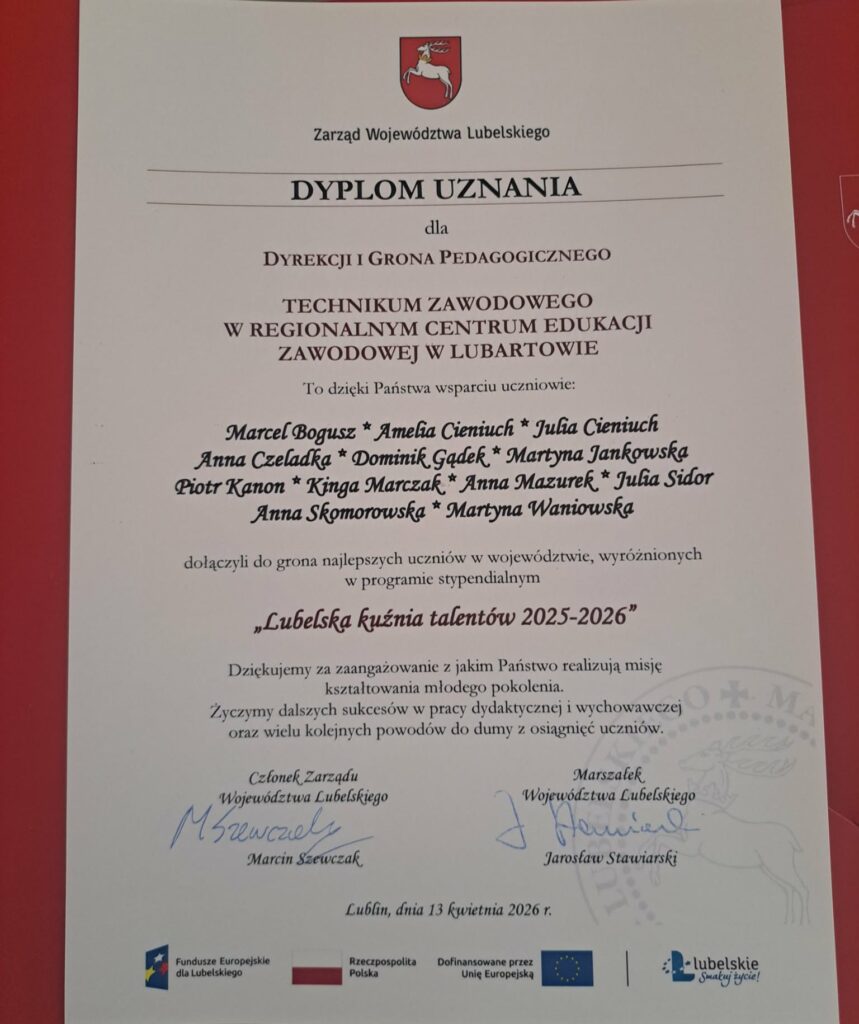 Zarząd Województwa Lubelskiego
DYPLOM UZNANIA
dla
DYREKCJI I GRONA PEDAGOGICZNEGO
TECHNIKUM ZAWODOWEGO
W REGIONALNYM CENTRUM EDUKACJI
ZAWODOWEJ W LUBARTOWIE
To dzięki Państwa wsparciu uczniowie:
Marcel Bogusz * Amelia Cieniuch * Julia Cieniuch
Anna Czeladka * Dominik Gądek * Martyna Jankowska
Piotr Kanon * Kinga Marczak * Anna Mazurek * Julia Sidor
Anna Skomorowska * Martyna Waniowska
dołączyli do grona najlepszych uczniów w województwie, wyróżnionych
w programie stypendialnym
„Lubelska kuźnia talentów 2025-2026”
Dziękujemy za zaangażowanie z jakim Państwo realizują misję
kształtowania młodego pokolenia.
Życzymy dalszych sukcesów w pracy dydaktycznej i wychowawczej
oraz wielu kolejnych powodów do dumy z osiągnięć uczniów.
Członek Zarządu
Województwa Lubelskiego
M Szewczak
Marcin Szewczak
Marszałek
Województwa Lubelskiego
J Stawiarski
Jarosław Stawiarski
Lublin, dnia 13 kwietnia 2026 r.
Fundusze Europejskie
dla Lubelskiego
Rzeczpospolita
Polska
Dofinansowane przez
Unię Europejską
lubelskie
Smakuj życie!